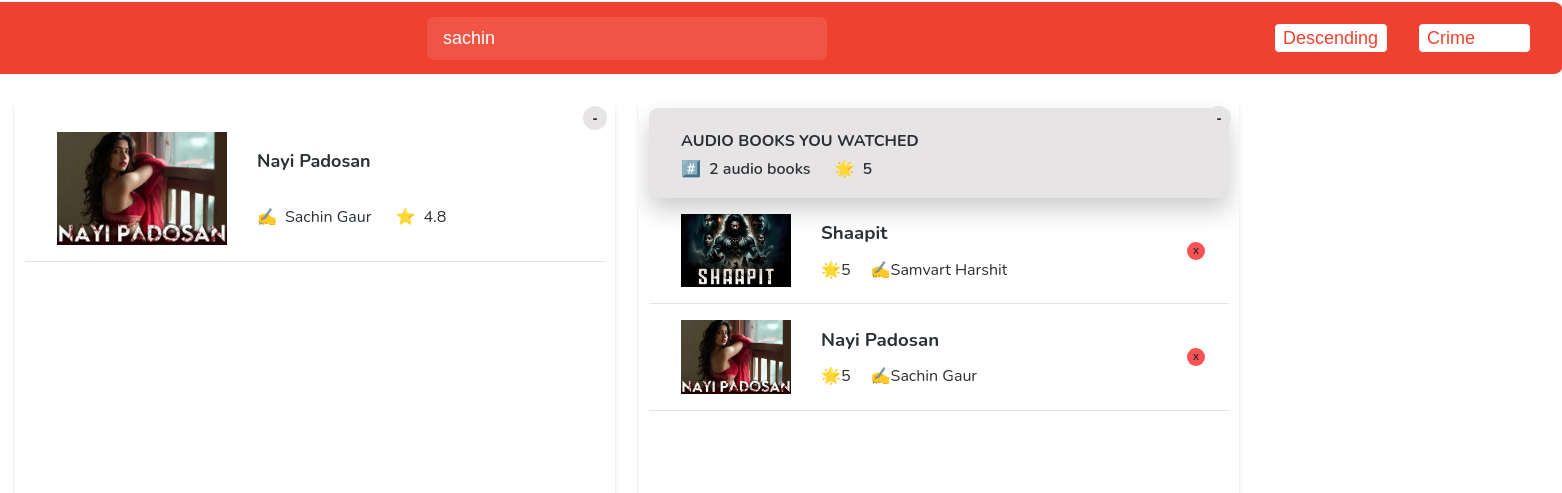 sachin
Descending
Crime
-
Nayi Padosan
✍️ Sachin Gaur ⭐ 4.8
NAYI PADOSAN
-
AUDIO BOOKS YOU WATCHED
#️⃣ 2 audio books 🌟 5
Shaapit
🌟5 ✍️Samvart Harshit
SHAAPIT
x
Nayi Padosan
🌟5 ✍️Sachin Gaur
NAYI PADOSAN
x